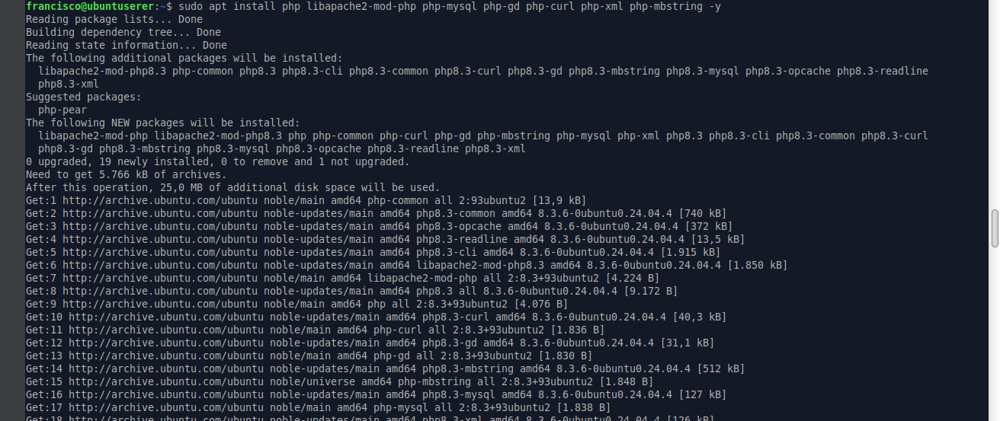 francisco@ubuntuserer:~$ sudo apt install php libapache2-mod-php php-mysql php-gd php-curl php-xml php-mbstring -y
Reading package lists... Done
Building dependency tree... Done
Reading state information... Done
The following additional packages will be installed:
  libapache2-mod-php8.3 php-common php8.3 php8.3-cli php8.3-common php8.3-curl php8.3-gd php8.3-mbstring php8.3-mysql php8.3-opcache php8.3-readline
  php8.3-xml
Suggested packages:
  php-pear
The following NEW packages will be installed:
  libapache2-mod-php libapache2-mod-php8.3 php php-common php-curl php-gd php-mbstring php-mysql php-xml php8.3 php8.3-cli php8.3-common php8.3-curl
  php8.3-gd php8.3-mbstring php8.3-mysql php8.3-opcache php8.3-readline php8.3-xml
0 upgraded, 19 newly installed, 0 to remove and 1 not upgraded.
Need to get 5.766 kB of archives.
After this operation, 25,0 MB of additional disk space will be used.
Get:1 http://archive.ubuntu.com/ubuntu noble/main amd64 php-common all 2:93ubuntu2 [13,9 kB]
Get:2 http://archive.ubuntu.com/ubuntu noble-updates/main amd64 php8.3-common amd64 8.3.6-0ubuntu0.24.04.4 [740 kB]
Get:3 http://archive.ubuntu.com/ubuntu noble-updates/main amd64 php8.3-opcache amd64 8.3.6-0ubuntu0.24.04.4 [372 kB]
Get:4 http://archive.ubuntu.com/ubuntu noble-updates/main amd64 php8.3-readline amd64 8.3.6-0ubuntu0.24.04.4 [13,5 kB]
Get:5 http://archive.ubuntu.com/ubuntu noble-updates/main amd64 php8.3-cli amd64 8.3.6-0ubuntu0.24.04.4 [1.915 kB]
Get:6 http://archive.ubuntu.com/ubuntu noble-updates/main amd64 libapache2-mod-php8.3 amd64 8.3.6-0ubuntu0.24.04.4 [1.850 kB]
Get:7 http://archive.ubuntu.com/ubuntu noble/main amd64 libapache2-mod-php all 2:8.3+93ubuntu2 [4.224 B]
Get:8 http://archive.ubuntu.com/ubuntu noble-updates/main amd64 php8.3 all 8.3.6-0ubuntu0.24.04.4 [9.172 B]
Get:9 http://archive.ubuntu.com/ubuntu noble/main amd64 php all 2:8.3+93ubuntu2 [4.076 B]
Get:10 http://archive.ubuntu.com/ubuntu noble-updates/main amd64 php8.3-curl amd64 8.3.6-0ubuntu0.24.04.4 [40,3 kB]
Get:11 http://archive.ubuntu.com/ubuntu noble/main amd64 php-curl all 2:8.3+93ubuntu2 [1.836 B]
Get:12 http://archive.ubuntu.com/ubuntu noble-updates/main amd64 php8.3-gd amd64 8.3.6-0ubuntu0.24.04.4 [31,1 kB]
Get:13 http://archive.ubuntu.com/ubuntu noble/main amd64 php-gd all 2:8.3+93ubuntu2 [1.830 B]
Get:14 http://archive.ubuntu.com/ubuntu noble-updates/main amd64 php8.3-mbstring amd64 8.3.6-0ubuntu0.24.04.4 [512 kB]
Get:15 http://archive.ubuntu.com/ubuntu noble/universe amd64 php-mbstring all 2:8.3+93ubuntu2 [1.848 B]
Get:16 http://archive.ubuntu.com/ubuntu noble-updates/main amd64 php8.3-mysql amd64 8.3.6-0ubuntu0.24.04.4 [127 kB]
Get:17 http://archive.ubuntu.com/ubuntu noble/main amd64 php-mysql all 2:8.3+93ubuntu2 [1.838 B]
Get:18 http://archive.ubuntu.com/ubuntu noble-updates/main amd64 php8.3-xml amd64 8.3.6-0ubuntu0.24.04.4 [126 kB]